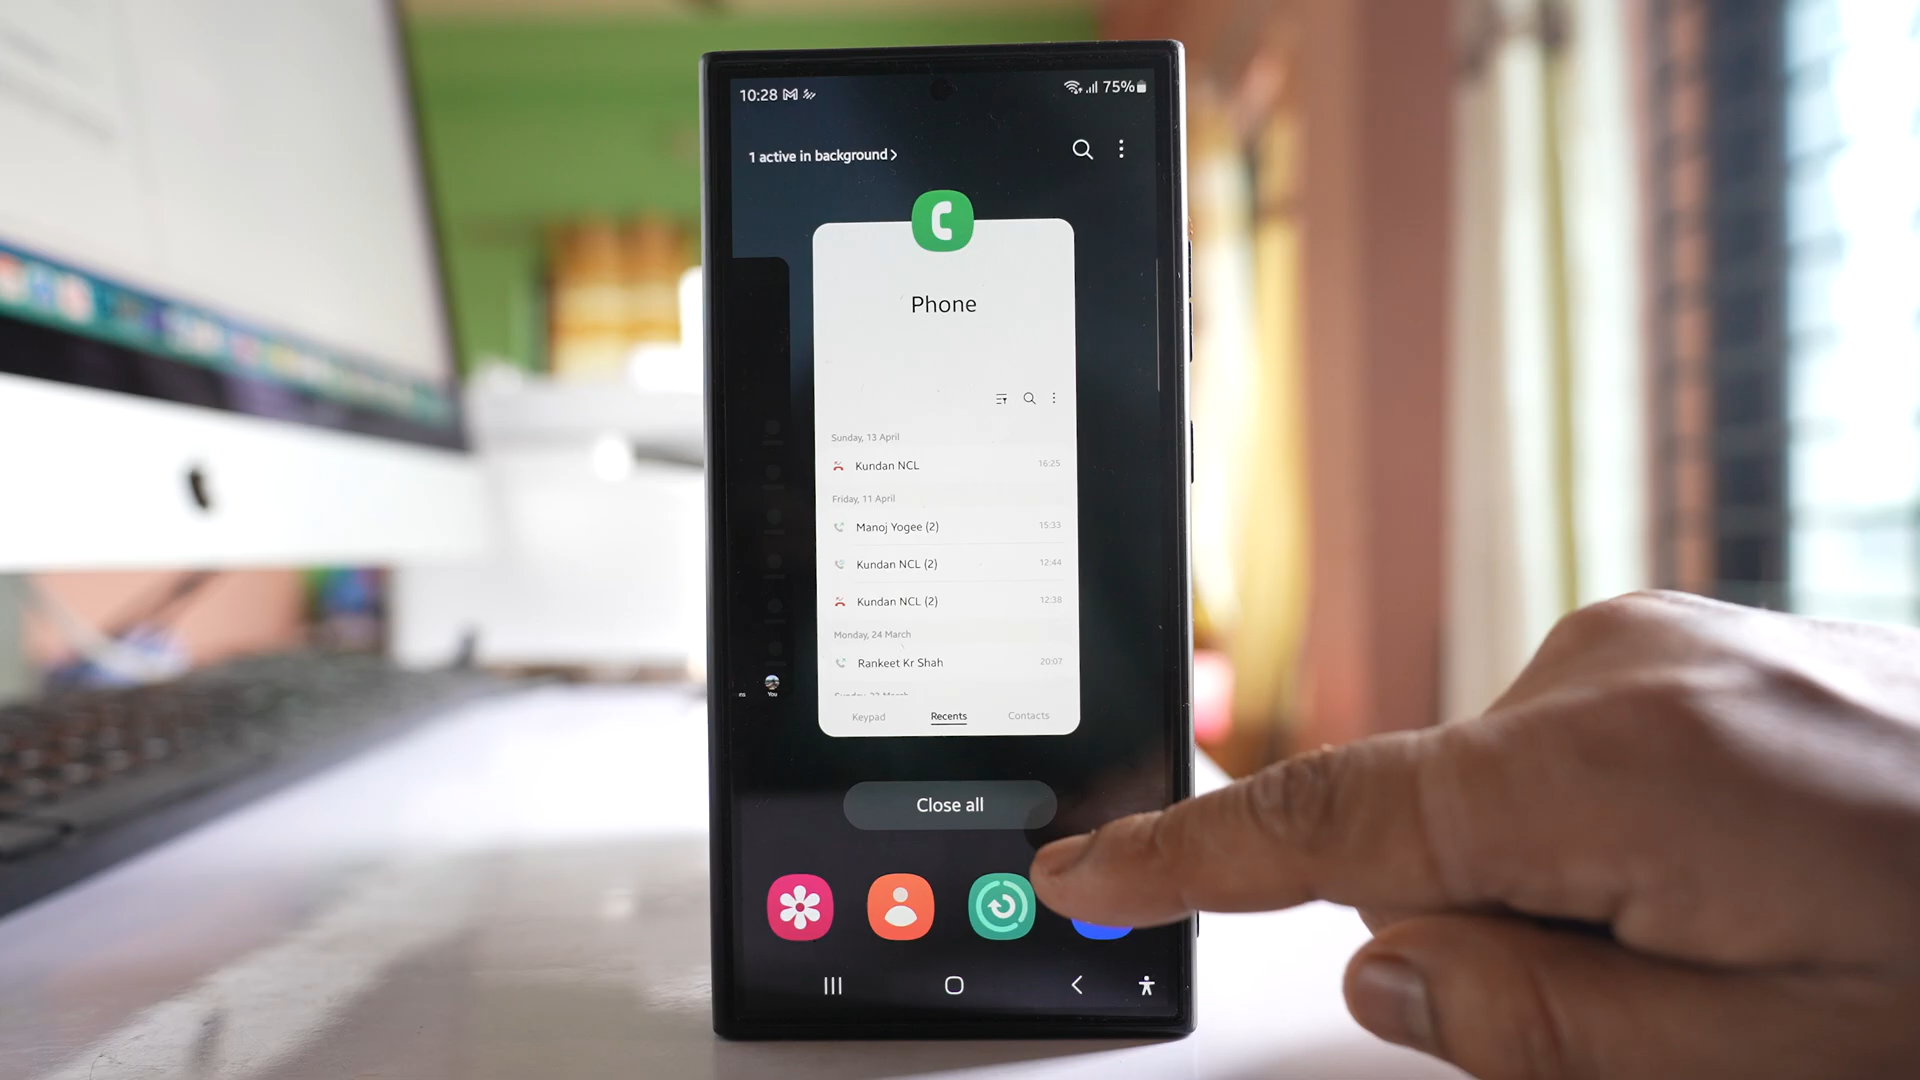 10:28
75%
1 active in background >
Phone
Sunday, 13 April
Kundan NCL 16:25
Friday, 11 April
Manoj Yogee (2) 15:33
Kundan NCL (2) 12:44
Kundan NCL (2) 12:38
Monday, 24 March
Rankeet Kr Shah 20:07
Keypad Recents Contacts
You
Close all